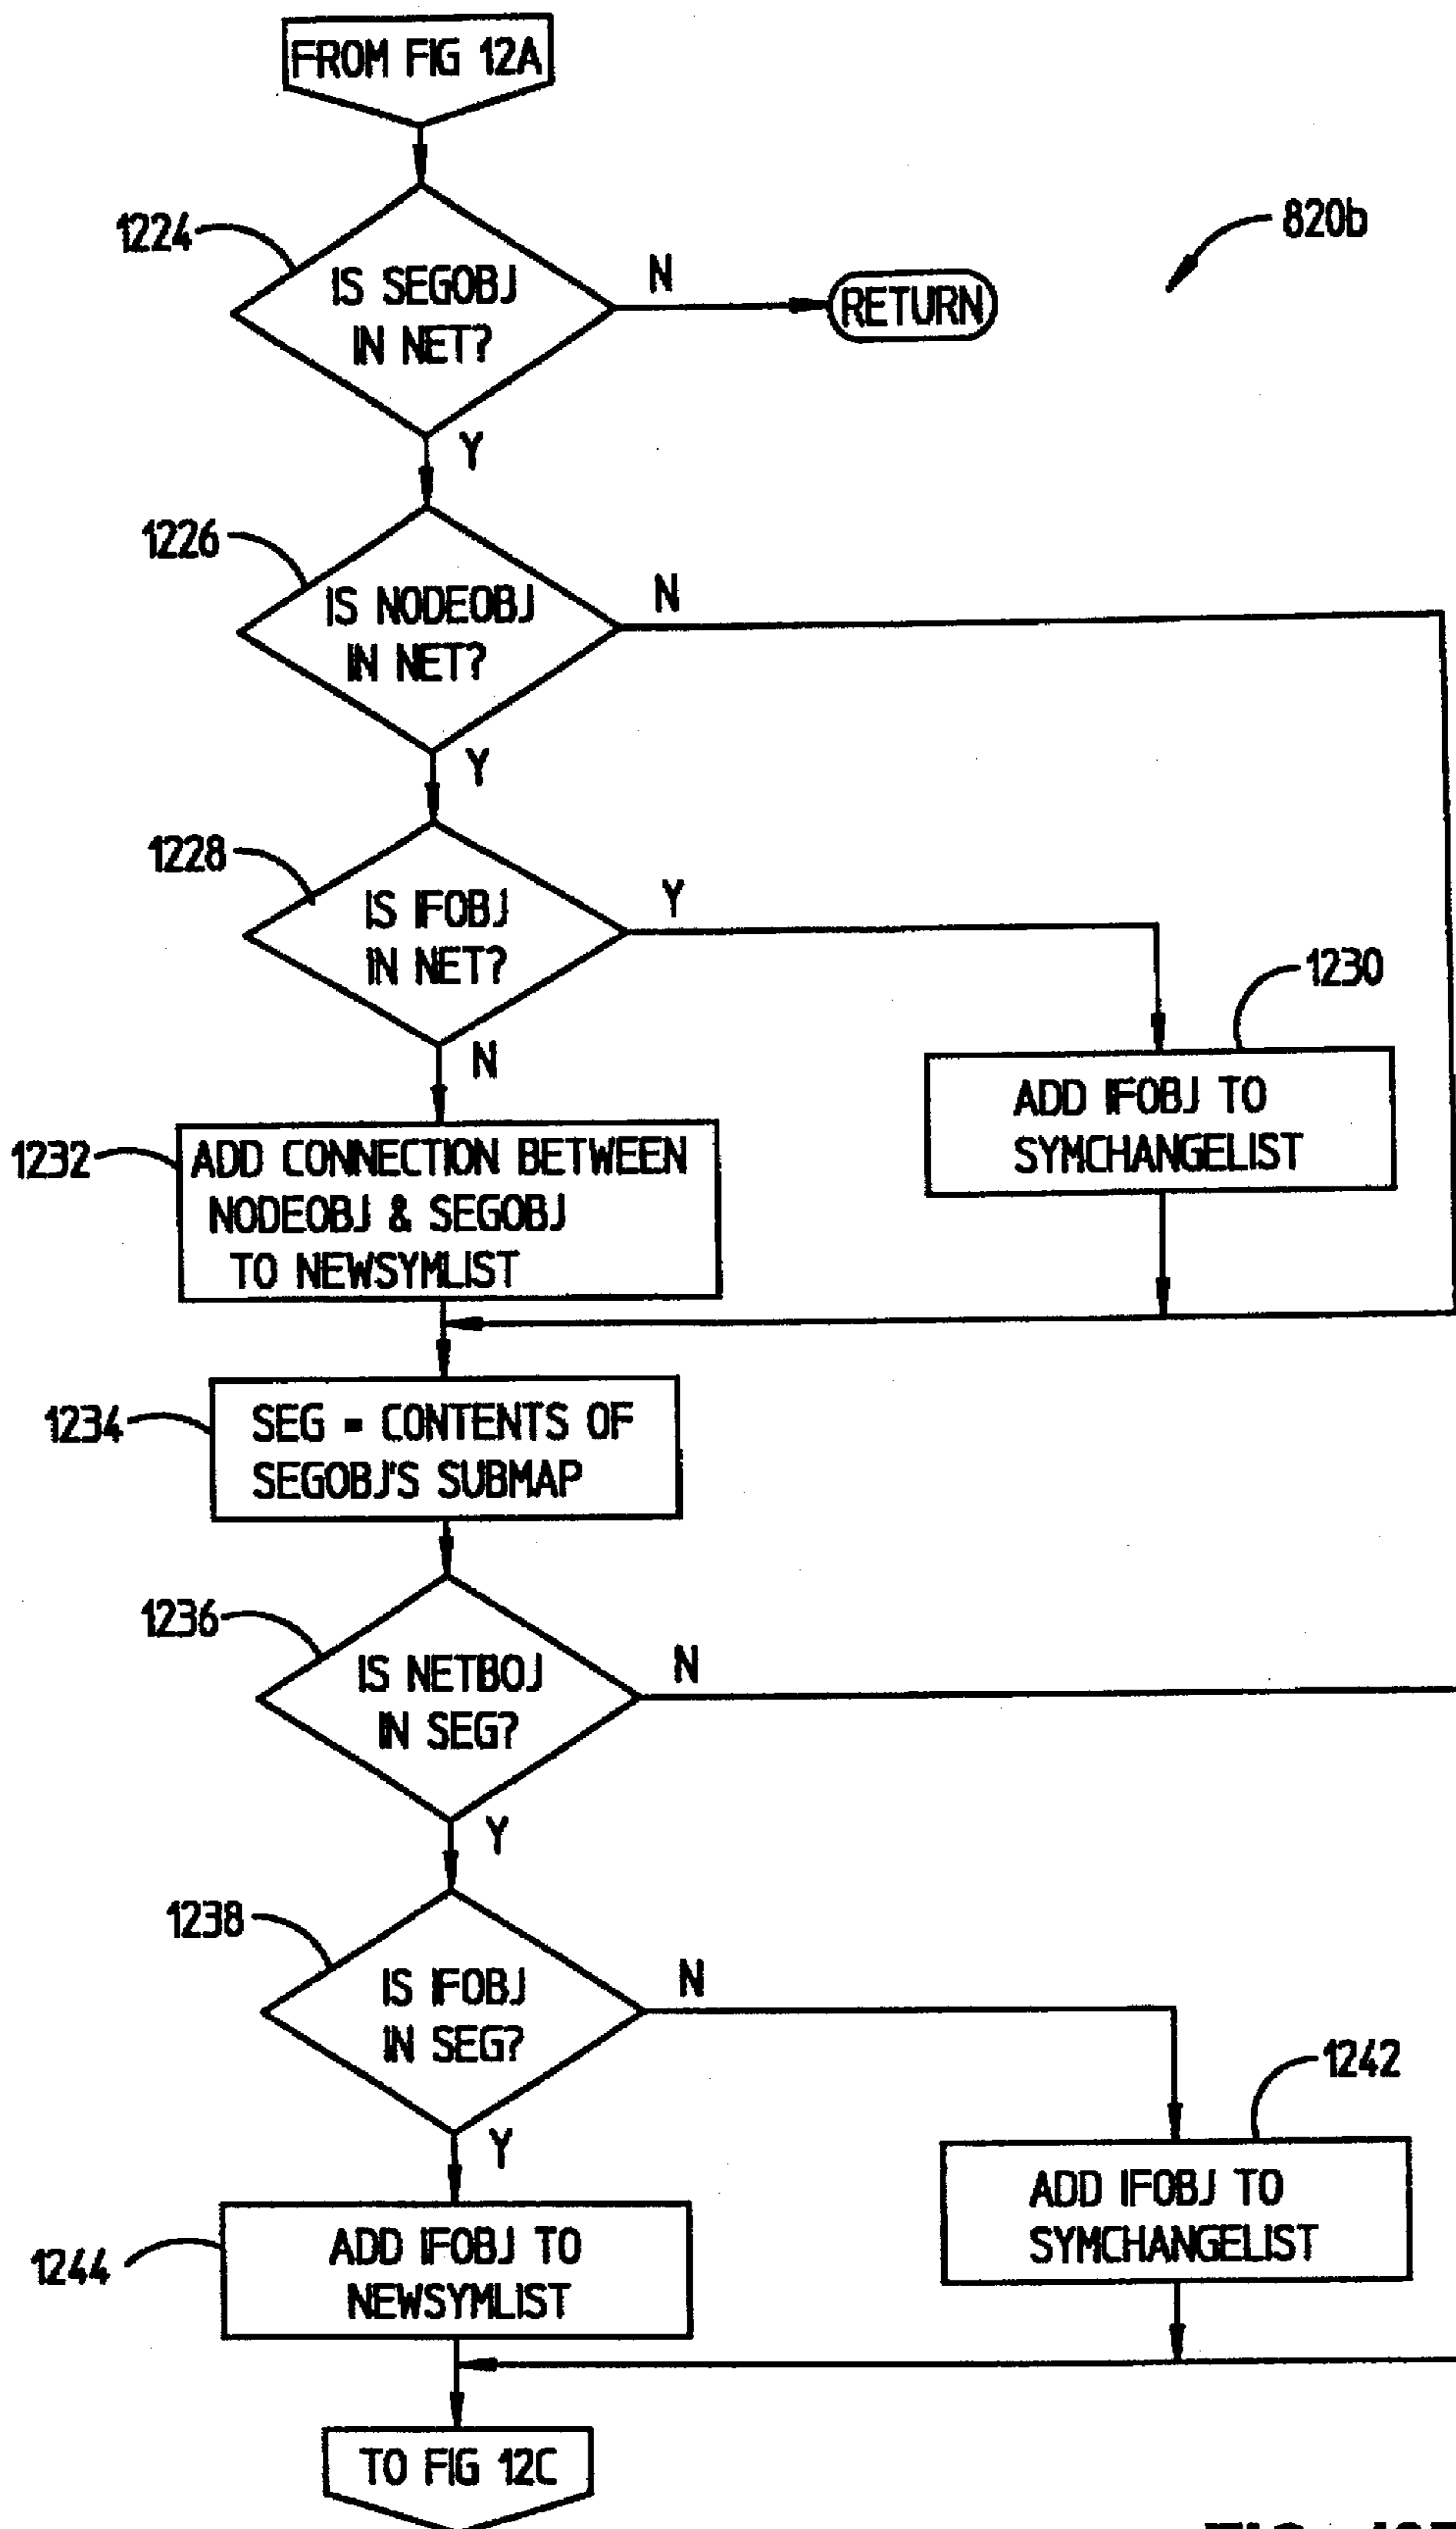 FROM FIG 12A
1224
820b
IS SEGOBJ
IN NET?
N
RETURN
Y
1226
IS NODEOBJ
IN NET?
N
Y
1228
IS IFOBJ
IN NET?
Y
1230
N
ADD IFOBJ TO
SYMCHANGELIST
1232
ADD CONNECTION BETWEEN
NODEOBJ & SEGOBJ
TO NEWSYMLIST
1234
SEG = CONTENTS OF
SEGOBJ'S SUBMAP
1236
IS NETBOJ
IN SEG?
N
Y
1238
IS IFOBJ
IN SEG?
N
1242
Y
ADD IFOBJ TO
SYMCHANGELIST
1244
ADD IFOBJ TO
NEWSYMLIST
TO FIG 12C